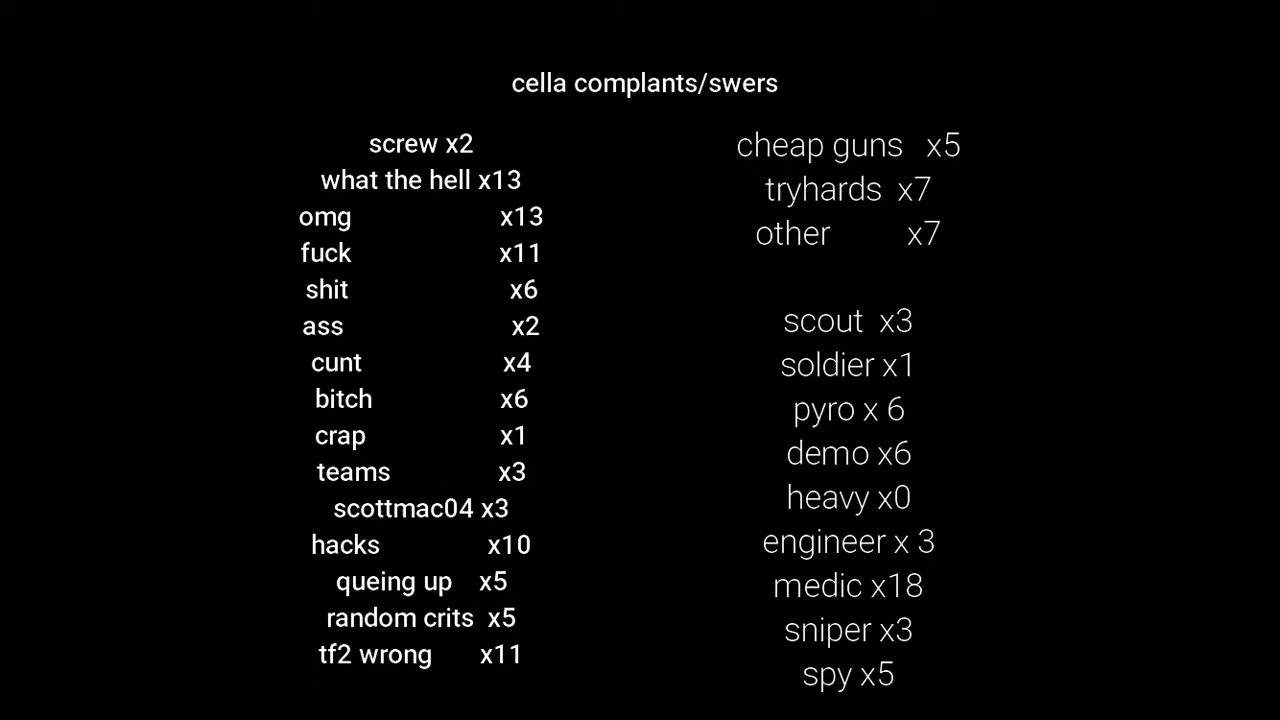 cella complants/swers
screw x2
what the hell x13
omg x13
fuck x11
shit x6
ass x2
cunt x4
bitch x6
crap x1
teams x3
scottmac04 x3
hacks x10
queing up x5
random crits x5
tf2 wrong x11
cheap guns x5
tryhards x7
other x7
scout x3
soldier x1
pyro x 6
demo x6
heavy x0
engineer x 3
medic x18
sniper x3
spy x5